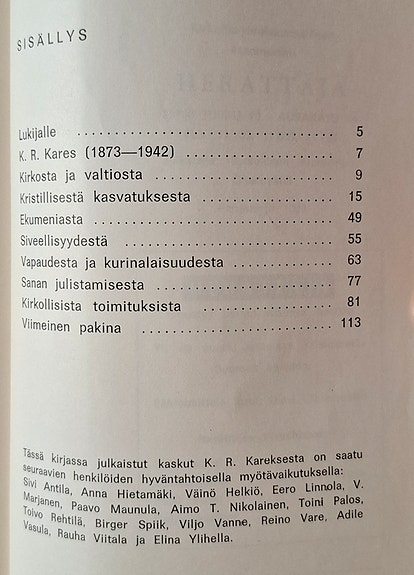 SISÄLLYS
Lukijalle 5
K. R. Kares (1873—1942) 7
Kirkosta ja valtiosta 9
Kristillisestä kasvatuksesta 15
Ekumeniasta 49
Siveellisyydestä 55
Vapaudesta ja kurinalaisuudesta 63
Sanan julistamisesta 77
Kirkollisista toimituksista 81
Viimeinen pakina 113
Tässä kirjassa julkaistut kaskut K. R. Kareksesta on saatu
seuraavien henkilöiden hyväntahtoisella myötävaikutuksella:
Sivi Antila, Anna Hietamäki, Väinö Helkiö, Eero Linnola, V.
Marjanen, Paavo Maunula, Aimo T. Nikolainen, Toini Palos,
Toivo Rehtilä, Birger Spiik, Viljo Vanne, Reino Vare, Adile
Vasula, Rauha Viitala ja Elina Ylihella.